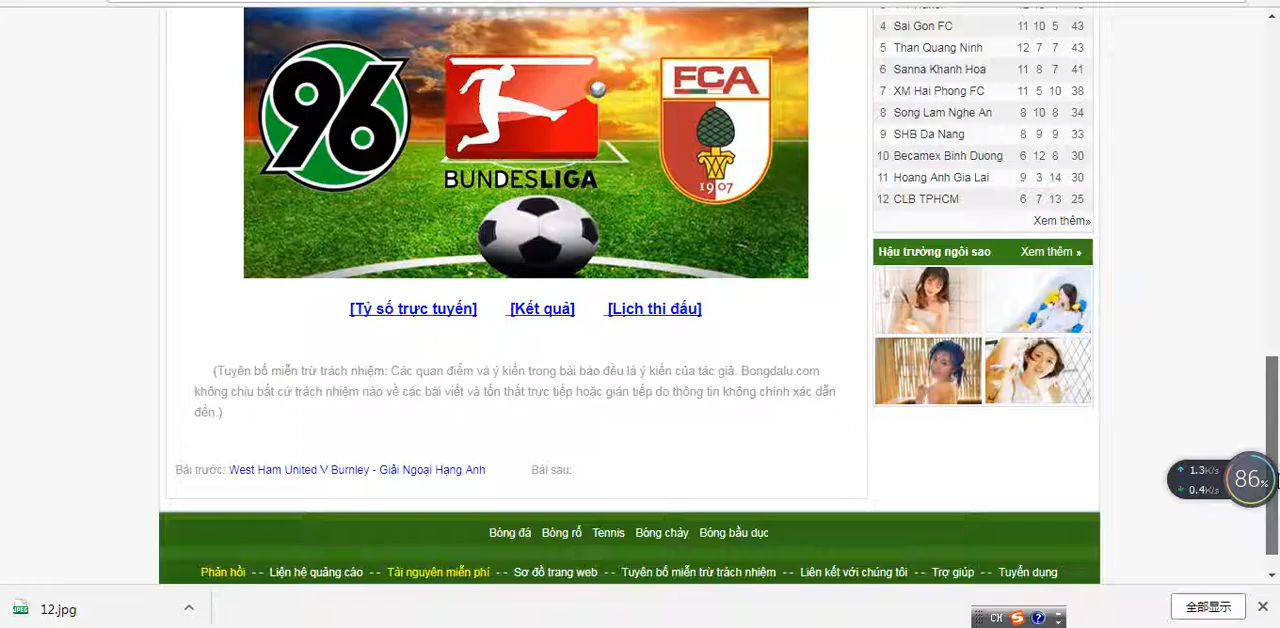 4 Sai Gon FC 11 10 5 43
5 Than Quang Ninh 12 7 7 43
6 Sanna Khanh Hoa 11 8 7 41
7 XM Hai Phong FC 11 5 10 38
8 Song Lam Nghe An 8 10 8 34
9 SHB Da Nang 8 9 9 33
10 Becamex Binh Duong 6 12 8 30
11 Hoang Anh Gia Lai 9 3 14 30
12 CLB TPHCM 6 7 13 25
Xem thêm»
96
BUNDESLIGA
FCA
1907
Hậu trường ngôi sao Xem thêm »
[Tỷ số trực tuyến] [Kết quả] [Lịch thi đấu]
(Tuyên bố miễn trừ trách nhiệm: Các quan điểm và ý kiến trong bài báo đều là ý kiến của tác giả. Bongdalu.com
không chịu bất cứ trách nhiệm nào về các bài viết và tổn thất trực tiếp hoặc gián tiếp do thông tin không chính xác dẫn
đến.)
Bài trước: West Ham United V Burnley - Giải Ngoại Hạng Anh Bài sau:
1.3K/s
0.4K/s
86%
Bóng đá Bóng rổ Tennis Bóng chày Bóng bầu dục
Phản hồi -- Liên hệ quảng cáo -- Tài nguyên miễn phí -- Sơ đồ trang web -- Tuyên bố miễn trừ trách nhiệm -- Liên kết với chúng tôi -- Trợ giúp -- Tuyển dụng
JPEG 12.jpg
CH S ?
全部显示